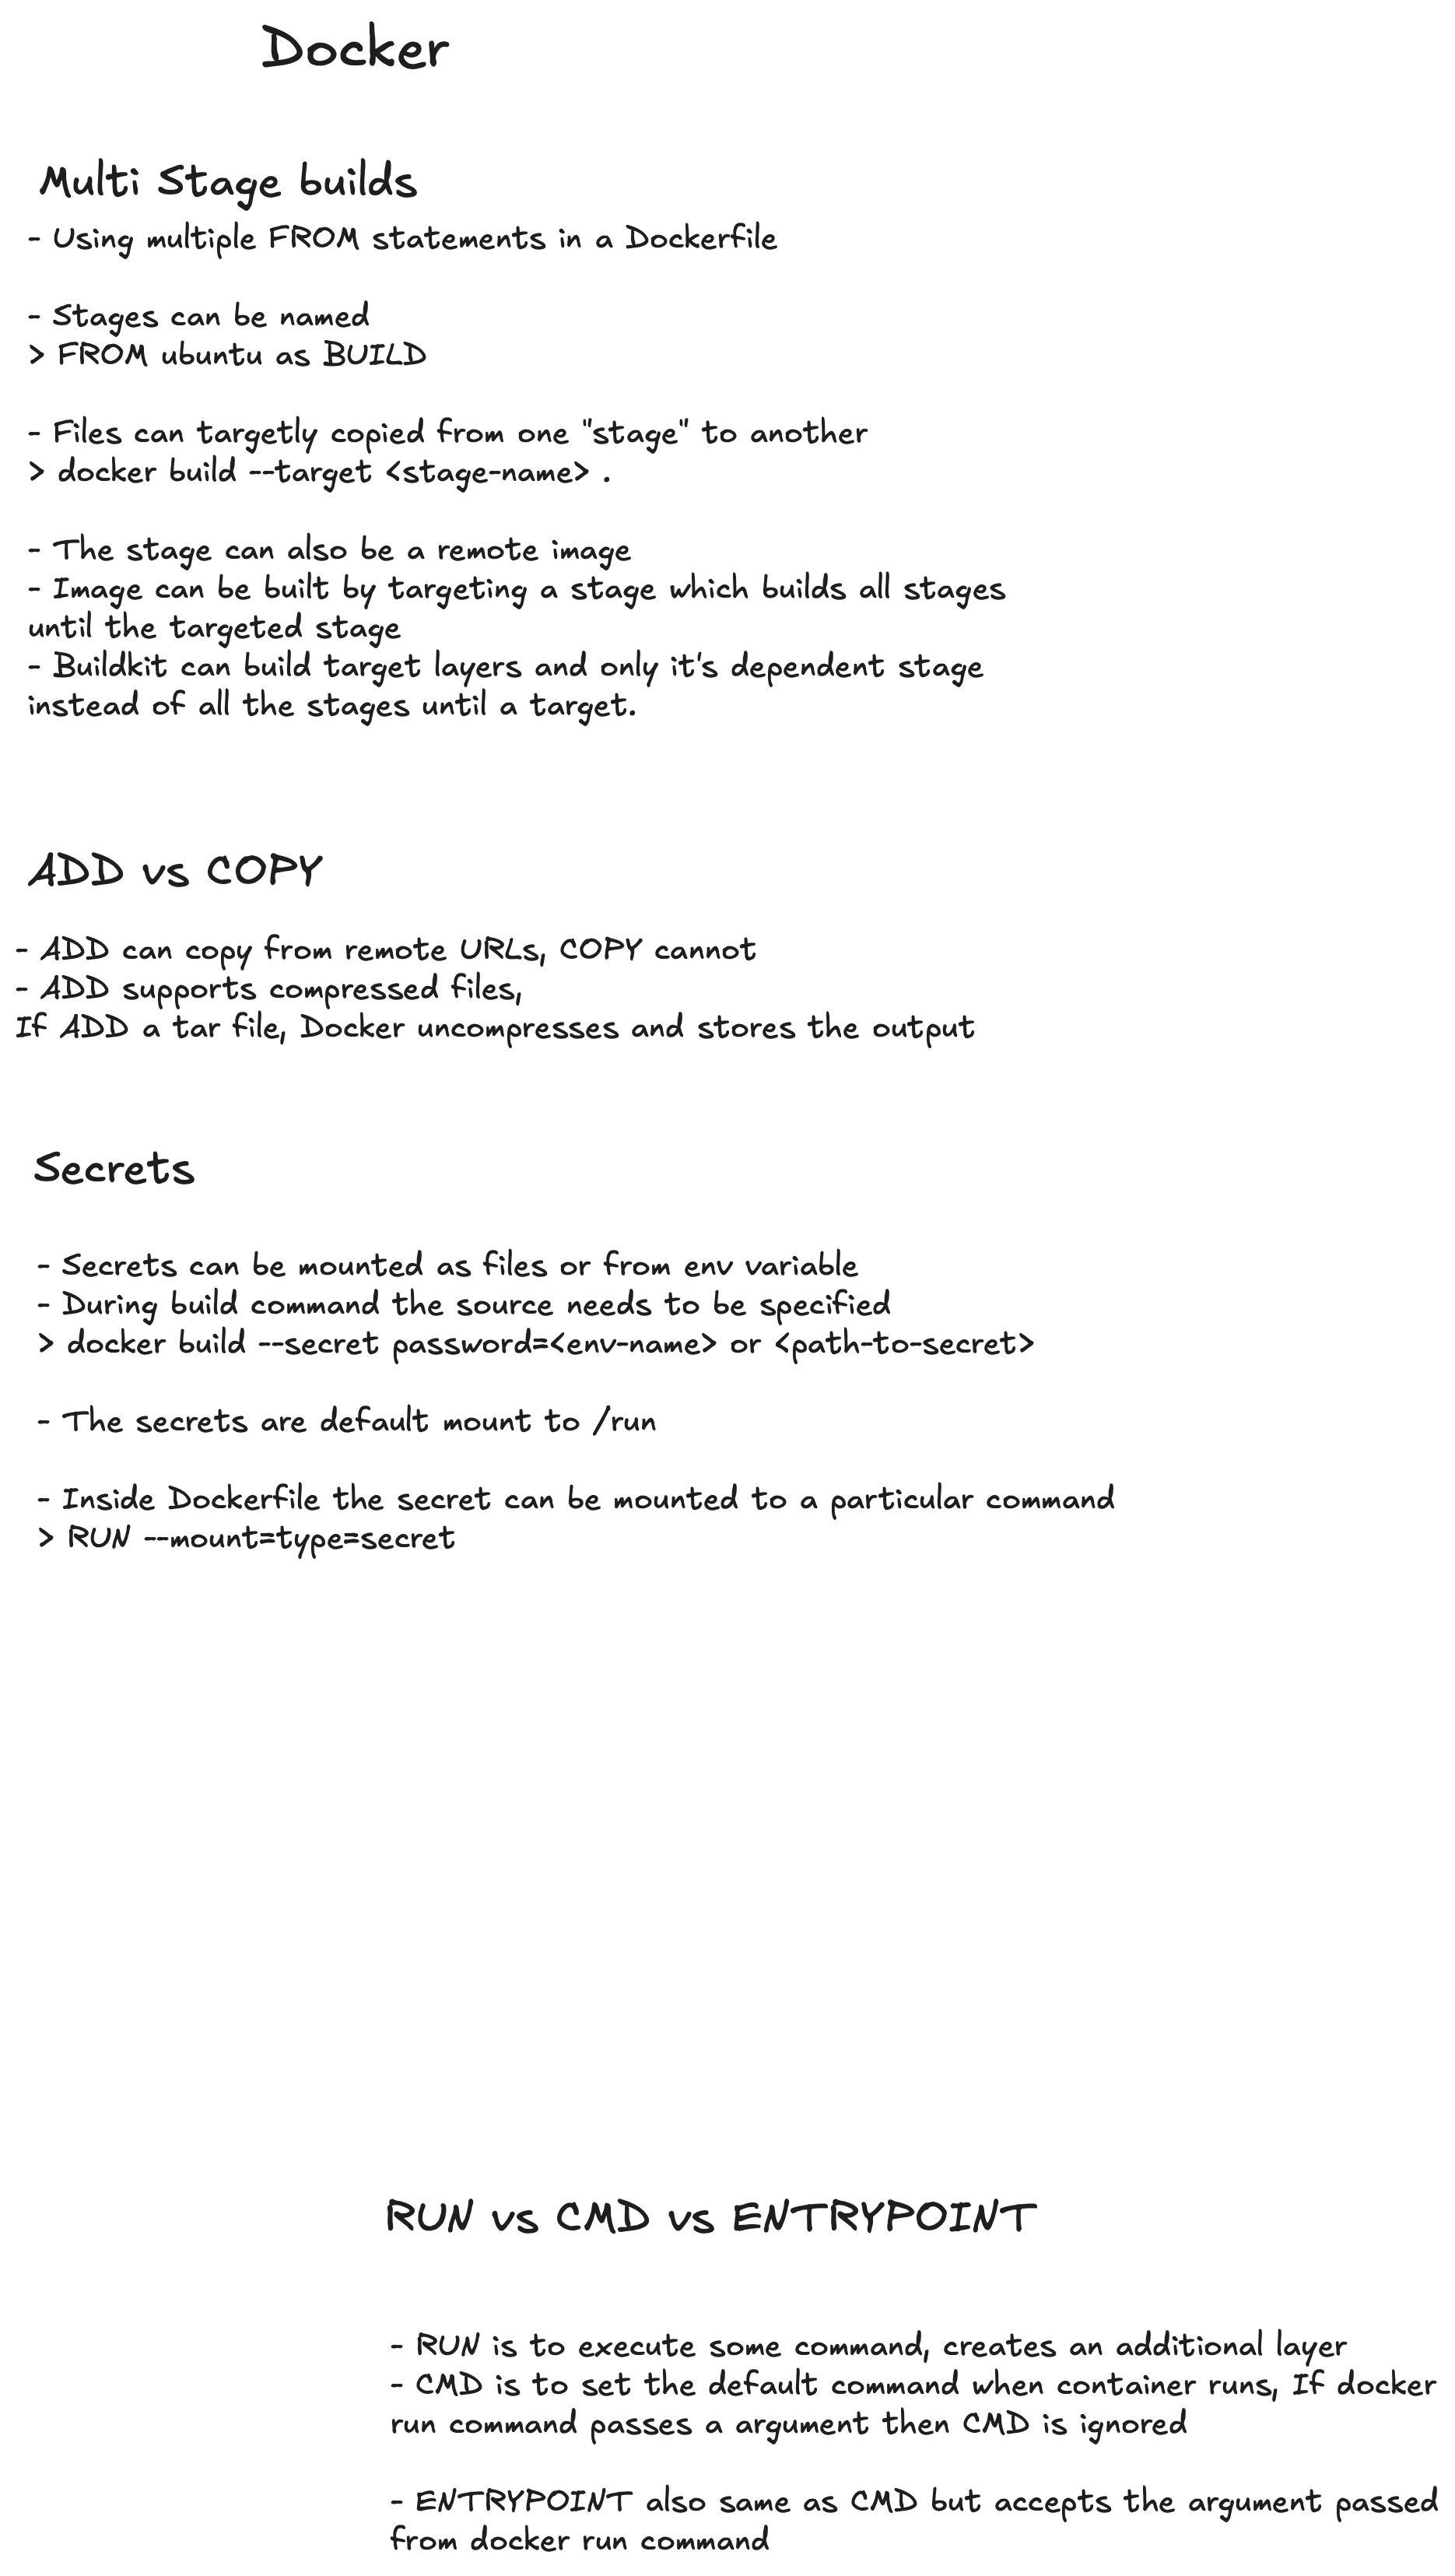 Docker
Multi Stage builds
- Using multiple FROM statements in a Dockerfile
- Stages can be named
> FROM ubuntu as BUILD
- Files can targetly copied from one "stage" to another
> docker build --target <stage-name> .
- The stage can also be a remote image
- Image can be built by targeting a stage which builds all stages
until the targeted stage
- Buildkit can build target layers and only it's dependent stage
instead of all the stages until a target.
ADD vs COPY
- ADD can copy from remote URLs, COPY cannot
- ADD supports compressed files,
If ADD a tar file, Docker uncompresses and stores the output
Secrets
- Secrets can be mounted as files or from env variable
- During build command the source needs to be specified
> docker build --secret password=<env-name> or <path-to-secret>
- The secrets are default mount to /run
- Inside Dockerfile the secret can be mounted to a particular command
> RUN --mount=type=secret
RUN vs CMD vs ENTRYPOINT
- RUN is to execute some command, creates an additional layer
- CMD is to set the default command when container runs, If docker
run command passes a argument then CMD is ignored
- ENTRYPOINT also same as CMD but accepts the argument passed
from docker run command